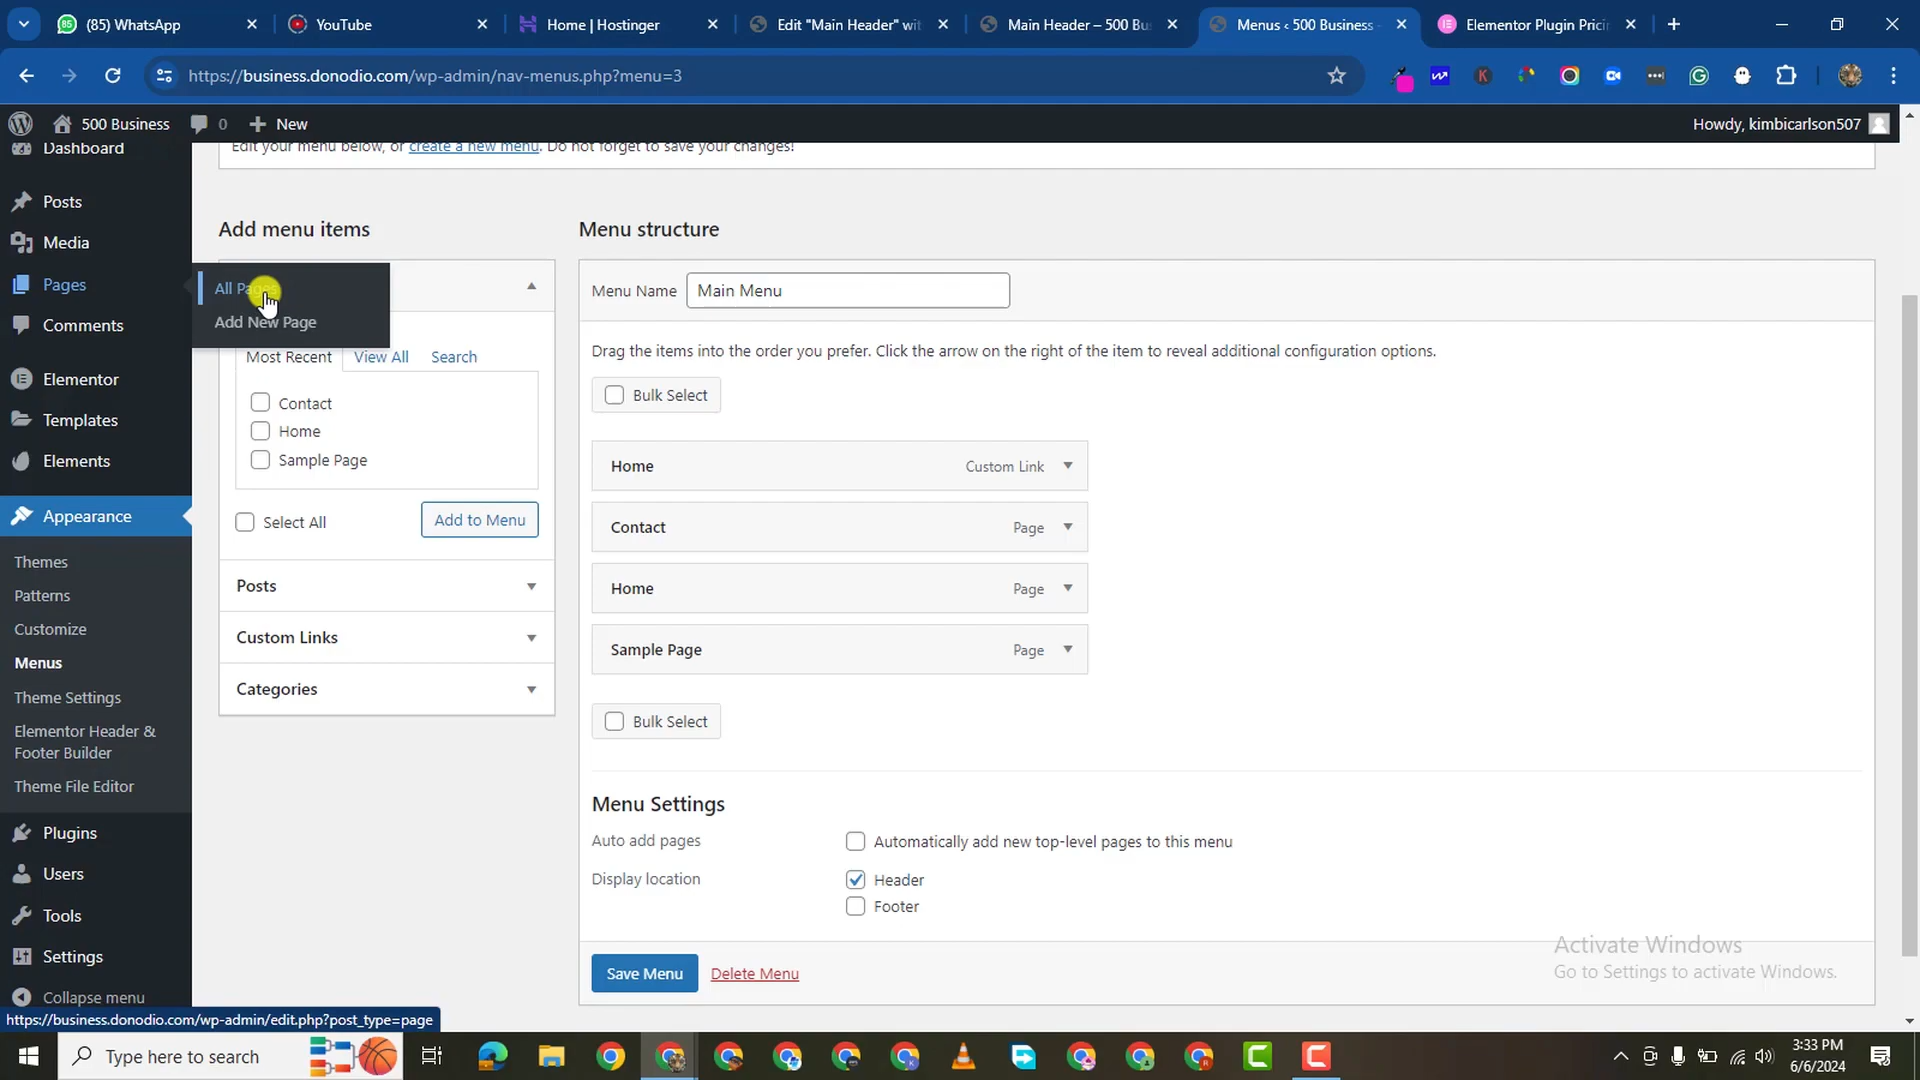 (85) WhatsApp
YouTube
Home | Hostinger
Edit "Main Header" wit
Main Header – 500 Bu
Menus ‹ 500 Business
Elementor Plugin Prici
https://business.donodio.com/wp-admin/nav-menus.php?menu=3
500 Business
0
New
Howdy, kimbicarlson507
Dashboard
Posts
Media
Pages
Comments
Elementor
Templates
Elements
Appearance
Themes
Patterns
Customize
Menus
Theme Settings
Elementor Header &
Footer Builder
Theme File Editor
Plugins
Users
Tools
Settings
Collapse menu
All Pages
Add New Page
Edit your menu below, or create a new menu. Do not forget to save your changes!
Add menu items
Most Recent
View All
Search
Contact
Home
Sample Page
Select All
Add to Menu
Posts
Custom Links
Categories
Menu structure
Menu Name
Main Menu
Drag the items into the order you prefer. Click the arrow on the right of the item to reveal additional configuration options.
Bulk Select
Home
Custom Link
Contact
Page
Home
Page
Sample Page
Page
Bulk Select
Menu Settings
Auto add pages
Automatically add new top-level pages to this menu
Display location
Header
Footer
Save Menu
Delete Menu
Activate Windows
Go to Settings to activate Windows.
https://business.donodio.com/wp-admin/edit.php?post_type=page
Type here to search
3:33 PM
6/6/2024